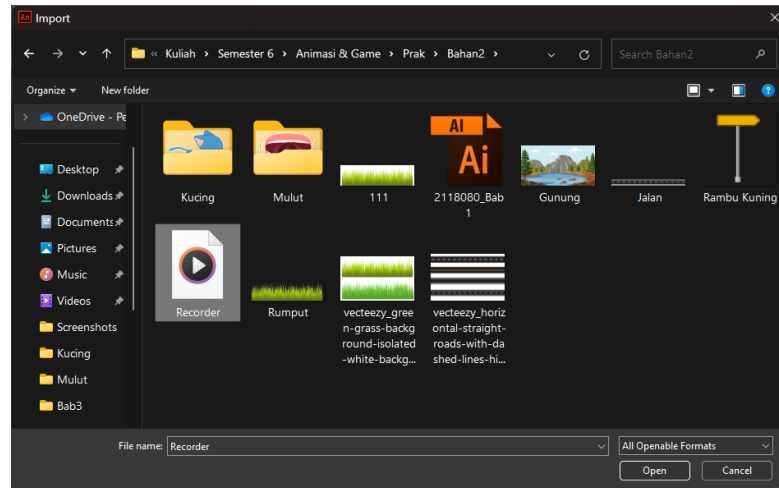 An Import
« Kuliah › Semester 6 › Animasi & Game › Prak › Bahan2 ›
Search Bahan2
Organize
New folder
?
OneDrive - Pe
Desktop
Downloads
Documents
Pictures
Music
Videos
Screenshots
Kucing
Mulut
Bab3
Kucing
Mulut
111
AI
Ai
2118080_Bab
1
Gunung
Jalan
Rambu Kuning
Recorder
Rumput
vecteezy_gree
n-grass-backg
round-isolated
-white-backg...
vecteezy_horiz
ontal-straight-
roads-with-da
shed-lines-hi...
File name: Recorder
All Openable Formats
Open
Cancel